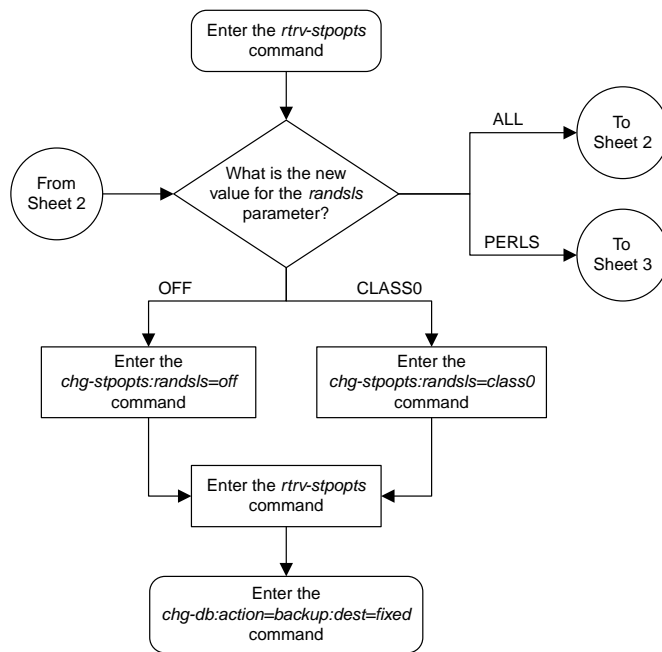 Enter the rtrv-stpopts
command
ALL
To
Sheet 2
From
Sheet 2
What is the new
value for the randsls
parameter?
PERLS
To
Sheet 3
OFF
CLASS0
Enter the
chg-stpopts:randsls=off
command
Enter the
chg-stpopts:randsls=class0
command
Enter the rtrv-stpopts
command
Enter the
chg-db:action=backup:dest=fixed
command